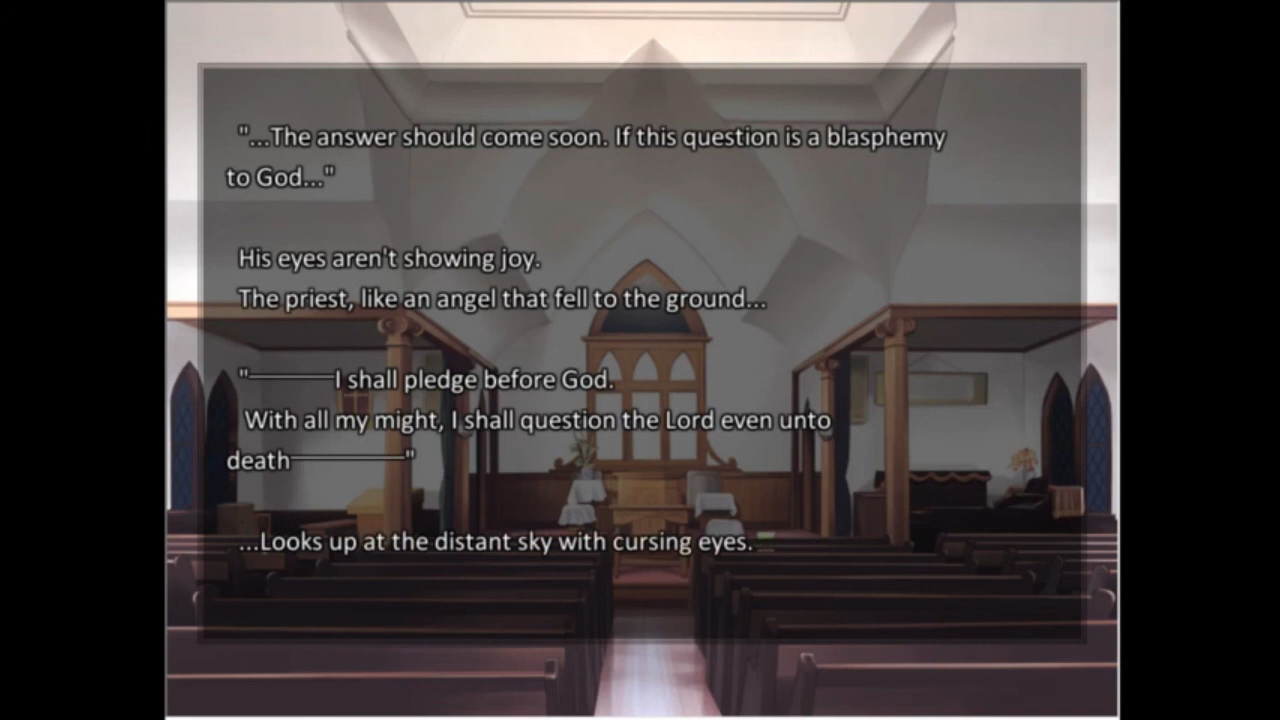 "...The answer should come soon. If this question is a blasphemy
to God..."
His eyes aren't showing joy.
The priest, like an angel that fell to the ground...
"――――I shall pledge before God.
With all my might, I shall question the Lord even unto
death―――――"
...Looks up at the distant sky with cursing eyes.